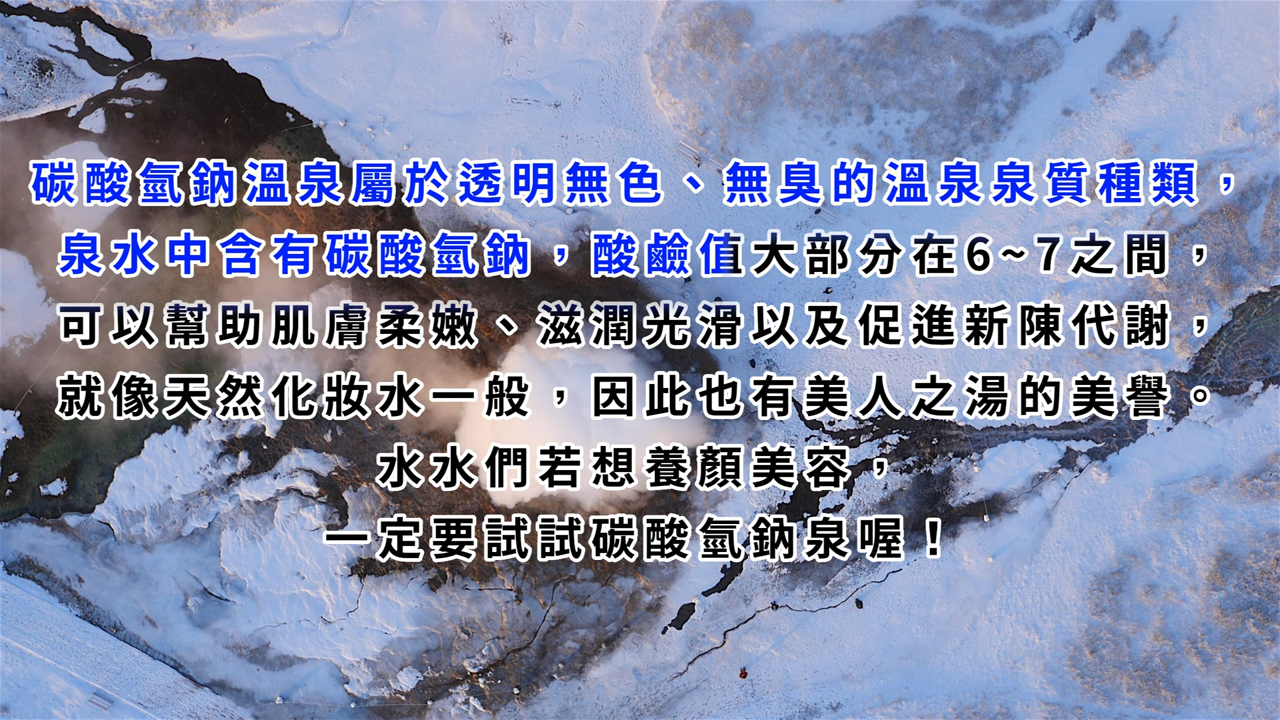 碳酸氫鈉溫泉屬於透明無色、無臭的溫泉泉質種類，
泉水中含有碳酸氫鈉，酸鹼值大部分在6~7之間，
可以幫助肌膚柔嫩、滋潤光滑以及促進新陳代謝，
就像天然化妝水一般，因此也有美人之湯的美譽。
水水們若想養顏美容，
一定要試試碳酸氫鈉泉喔！